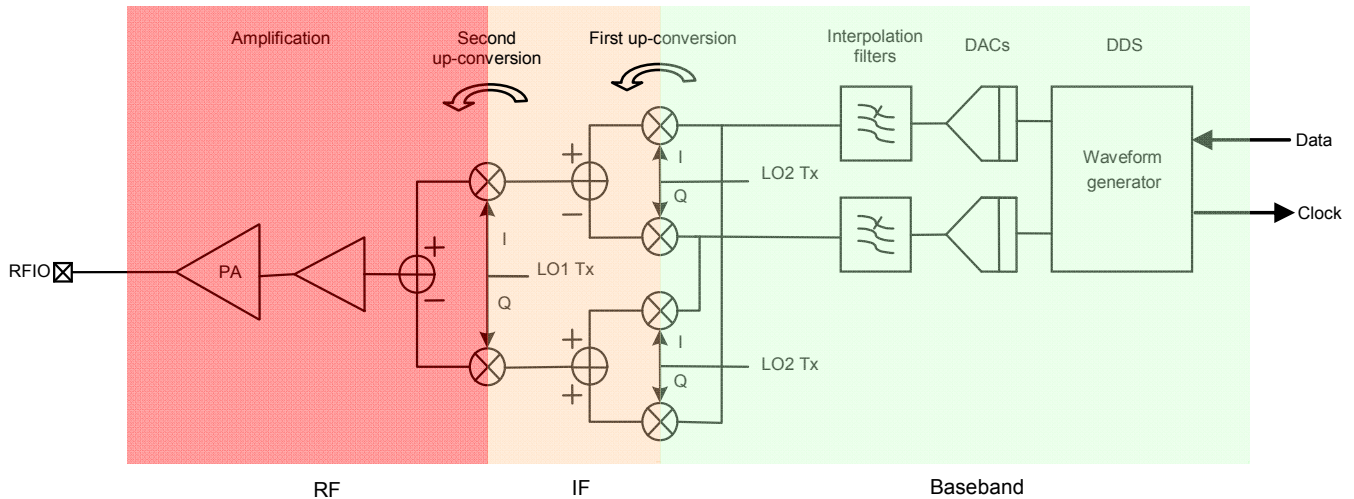 Amplification
Second
up-conversion
First up-conversion
Interpolation
filters
DACs
DDS
Data
Clock
Waveform
generator
I
Q
LO2 Tx
+
−
I
Q
LO1 Tx
+
−
PA
RFIO
+
+
I
Q
LO2 Tx
RF
IF
Baseband